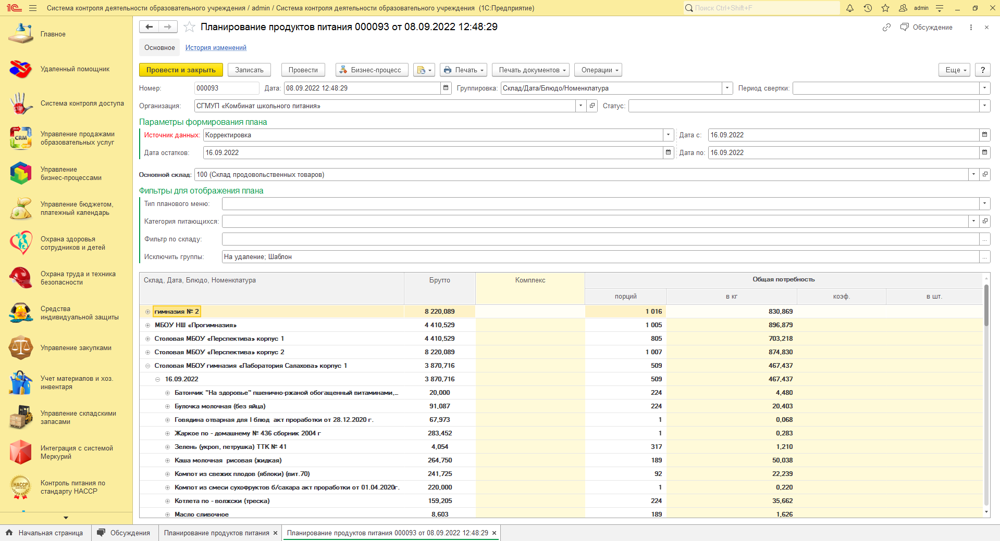 1С Система контроля деятельности образовательного учреждения / admin / Система контроля деятельности образовательного учреждения (1С:Предприятие)
Поиск Ctrl+Shift+F
admin
Главное
Удаленный помощник
Система контроля доступа
Управление продажами
образовательных услуг
Управление
бизнес-процессами
Управление бюджетом,
платежный календарь
Охрана здоровья
сотрудников и детей
Охрана труда и техника
безопасности
Средства
индивидуальной защиты
Управление закупками
Учет материалов и хоз.
инвентаря
Управление складскими
запасами
Интеграция с системой
Меркурий
Контроль питания по
стандарту HACCP
STOP
CRM
HACCP
Планирование продуктов питания 000093 от 08.09.2022 12:48:29
Обсуждение
Основное История изменений
Провести и закрыть Записать Провести Бизнес-процесс Печать Печать документов Операции Еще ?
Номер: 000093 Дата: 08.09.2022 12:48:29 Группировка: Склад/Дата/Блюдо/Номенклатура Период свертки:
Организация: СГМУП «Комбинат школьного питания» Статус:
Параметры формирования плана
Источник данных: Корректировка Дата с: 16.09.2022
Дата остатков: 16.09.2022 Дата по: 16.09.2022
Основной склад: 100 (Склад продовольственных товаров)
Фильтры для отображения плана
Тип планового меню:
Категория питающихся:
Фильтр по складу: ...
Исключить группы: На удаление; Шаблон ...
Склад, Дата, Блюдо, Номенклатура Брутто Комплекс Общая потребность
порций в кг коэф. в шт.
гимназия № 2 8 220,089 1 016 830,869
МБОУ НШ «Прогимназия» 4 410,529 1 005 896,879
Столовая МБОУ «Перспектива» корпус 1 4 410,529 805 703,218
Столовая МБОУ «Перспектива» корпус 2 8 220,089 1 007 874,830
Столовая МБОУ гимназия «Лаборатория Салахова» корпус 1 3 870,716 509 467,437
16.09.2022 3 870,716 509 467,437
Батончик "На здоровье" пшенично-ржаной обогащенный витаминами,... 20,000 224 4,480
Булочка молочная (без яйца) 91,087 224 20,403
Говядина отварная для I блюд акт проработки от 28.12.2020 г. 67,973 1 0,068
Жаркое по - домашнему № 436 сборник 2004 г 283,452 1 0,283
Зелень (укроп, петрушка) ТТК № 41 4,054 317 1,210
Каша молочная рисовая (жидкая) 264,750 189 50,038
Компот из свежих плодов (яблоки) (вит.70) 241,725 92 22,239
Компот из смеси сухофруктов б/сахара акт проработки от 01.04.2020г. 220,000 1 0,220
Котлета по - волжски (треска) 159,205 224 35,662
Масло сливочное 8,603 189 1,626
Начальная страница Обсуждения Планирование продуктов питания Планирование продуктов питания 000093 от 08.09.2022 12:48:29